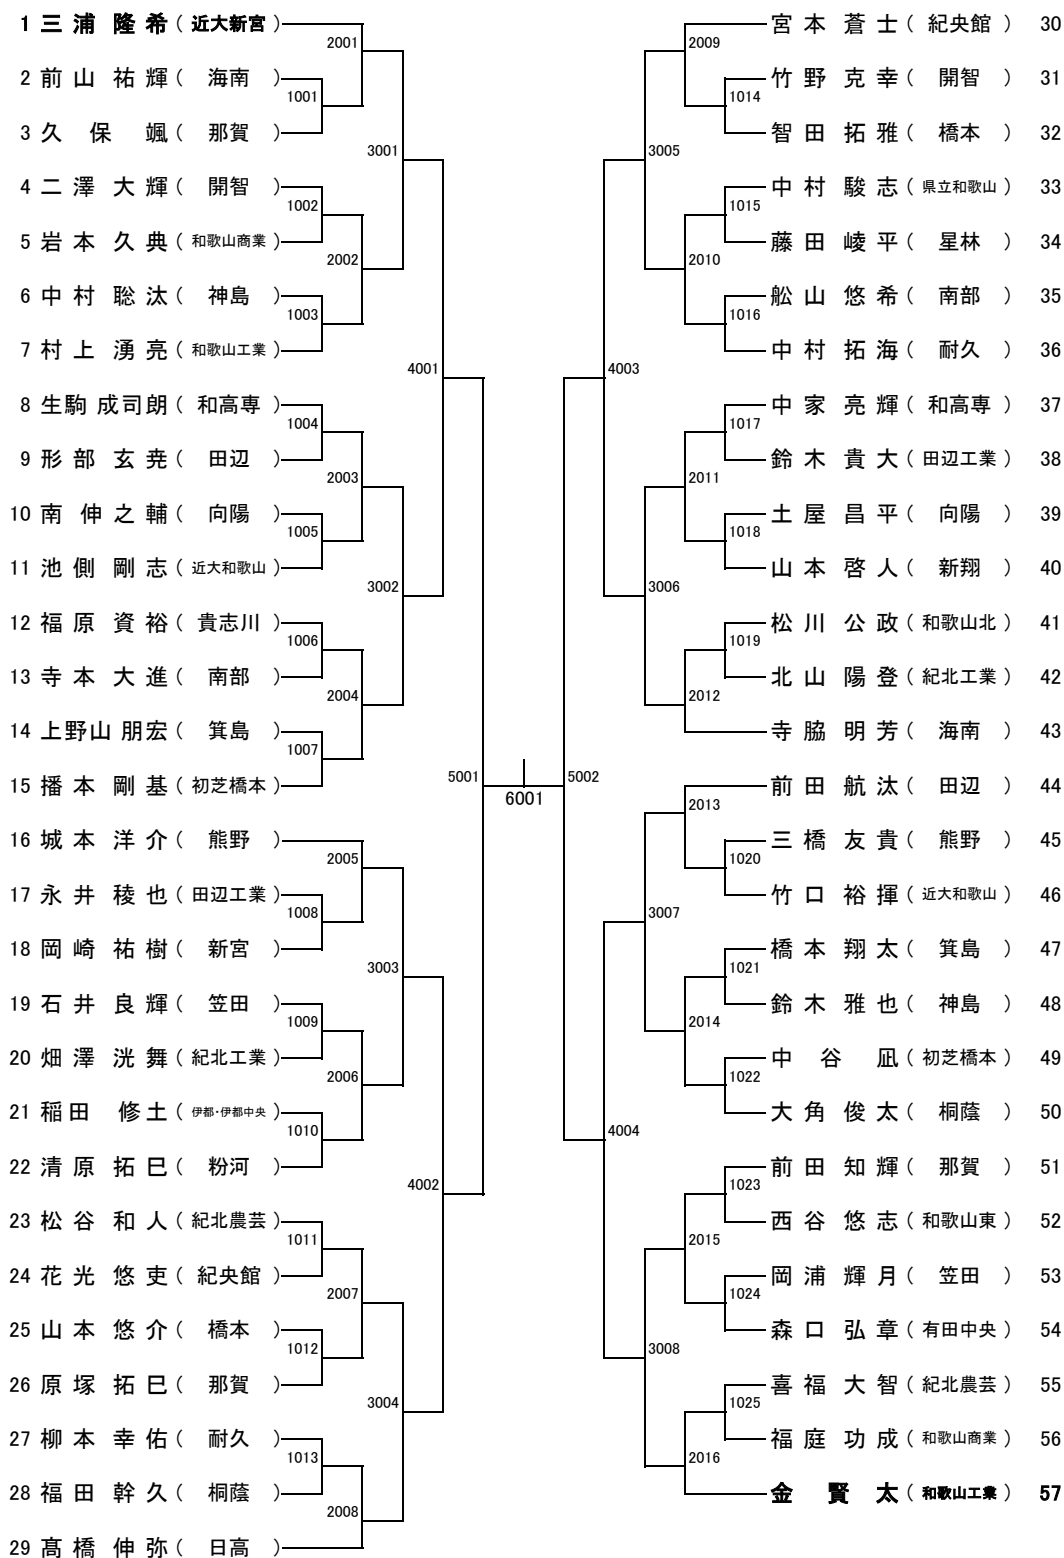 1 三浦 隆希 ( 近大新宮 )
2 前山 祐輝 ( 海南 )
3 久保 颯 ( 那賀 )
4 二澤 大輝 ( 開智 )
5 岩本 久典 ( 和歌山商業 )
6 中村 聡汰 ( 神島 )
7 村上 湧亮 ( 和歌山工業 )
8 生駒 成司朗 ( 和高専 )
9 形部 玄尭 ( 田辺 )
10 南 伸之輔 ( 向陽 )
11 池側 剛志 ( 近大和歌山 )
12 福原 資裕 ( 貴志川 )
13 寺本 大進 ( 南部 )
14 上野山 朋宏 ( 箕島 )
15 播本 剛基 ( 初芝橋本 )
16 城本 洋介 ( 熊野 )
17 永井 稜也 ( 田辺工業 )
18 岡崎 祐樹 ( 新宮 )
19 石井 良輝 ( 笠田 )
20 畑澤 洸舞 ( 紀北工業 )
21 稲田 修土 ( 伊都・伊都中央 )
22 清原 拓巳 ( 粉河 )
23 松谷 和人 ( 紀北農芸 )
24 花光 悠吏 ( 紀央館 )
25 山本 悠介 ( 橋本 )
26 原塚 拓巳 ( 那賀 )
27 柳本 幸佑 ( 耐久 )
28 福田 幹久 ( 桐蔭 )
29 髙橋 伸弥 ( 日高 )
1001
1002
1003
1004
1005
1006
1007
1008
1009
1010
1011
1012
1013
2001
2002
2003
2004
2005
2006
2007
2008
3001
3002
3003
3004
4001
4002
5001
6001
5002
4003
4004
3005
3006
3007
3008
2009
2010
2011
2012
2013
2014
2015
2016
1014
1015
1016
1017
1018
1019
1020
1021
1022
1023
1024
1025
宮本 蒼士 ( 紀央館 ) 30
竹野 克幸 ( 開智 ) 31
智田 拓雅 ( 橋本 ) 32
中村 駿志 ( 県立和歌山 ) 33
藤田 崚平 ( 星林 ) 34
舩山 悠希 ( 南部 ) 35
中村 拓海 ( 耐久 ) 36
中家 亮輝 ( 和高専 ) 37
鈴木 貴大 ( 田辺工業 ) 38
土屋 昌平 ( 向陽 ) 39
山本 啓人 ( 新翔 ) 40
松川 公政 ( 和歌山北 ) 41
北山 陽登 ( 紀北工業 ) 42
寺脇 明芳 ( 海南 ) 43
前田 航汰 ( 田辺 ) 44
三橋 友貴 ( 熊野 ) 45
竹口 裕揮 ( 近大和歌山 ) 46
橋本 翔太 ( 箕島 ) 47
鈴木 雅也 ( 神島 ) 48
中谷 凪 ( 初芝橋本 ) 49
大角 俊太 ( 桐蔭 ) 50
前田 知輝 ( 那賀 ) 51
西谷 悠志 ( 和歌山東 ) 52
岡浦 輝月 ( 笠田 ) 53
森口 弘章 ( 有田中央 ) 54
喜福 大智 ( 紀北農芸 ) 55
福庭 功成 ( 和歌山商業 ) 56
金 賢太 ( 和歌山工業 ) 57